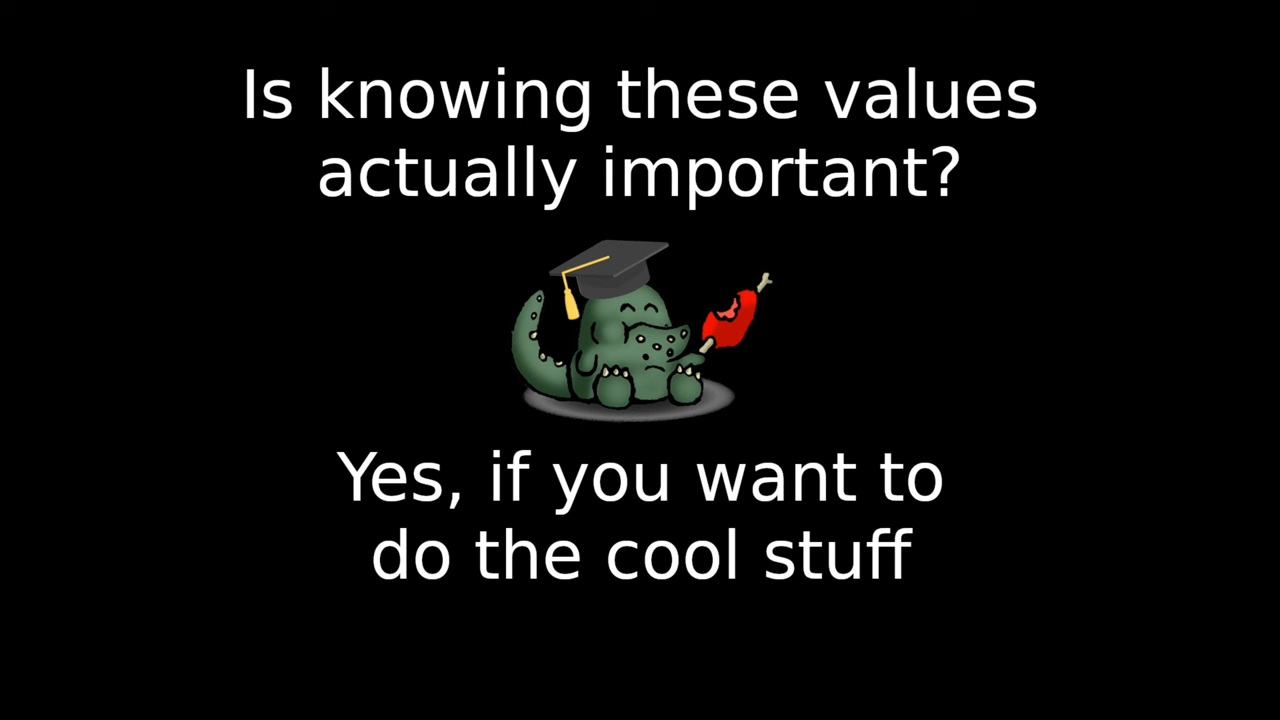 Is knowing these values
actually important?
Yes, if you want to
do the cool stuff